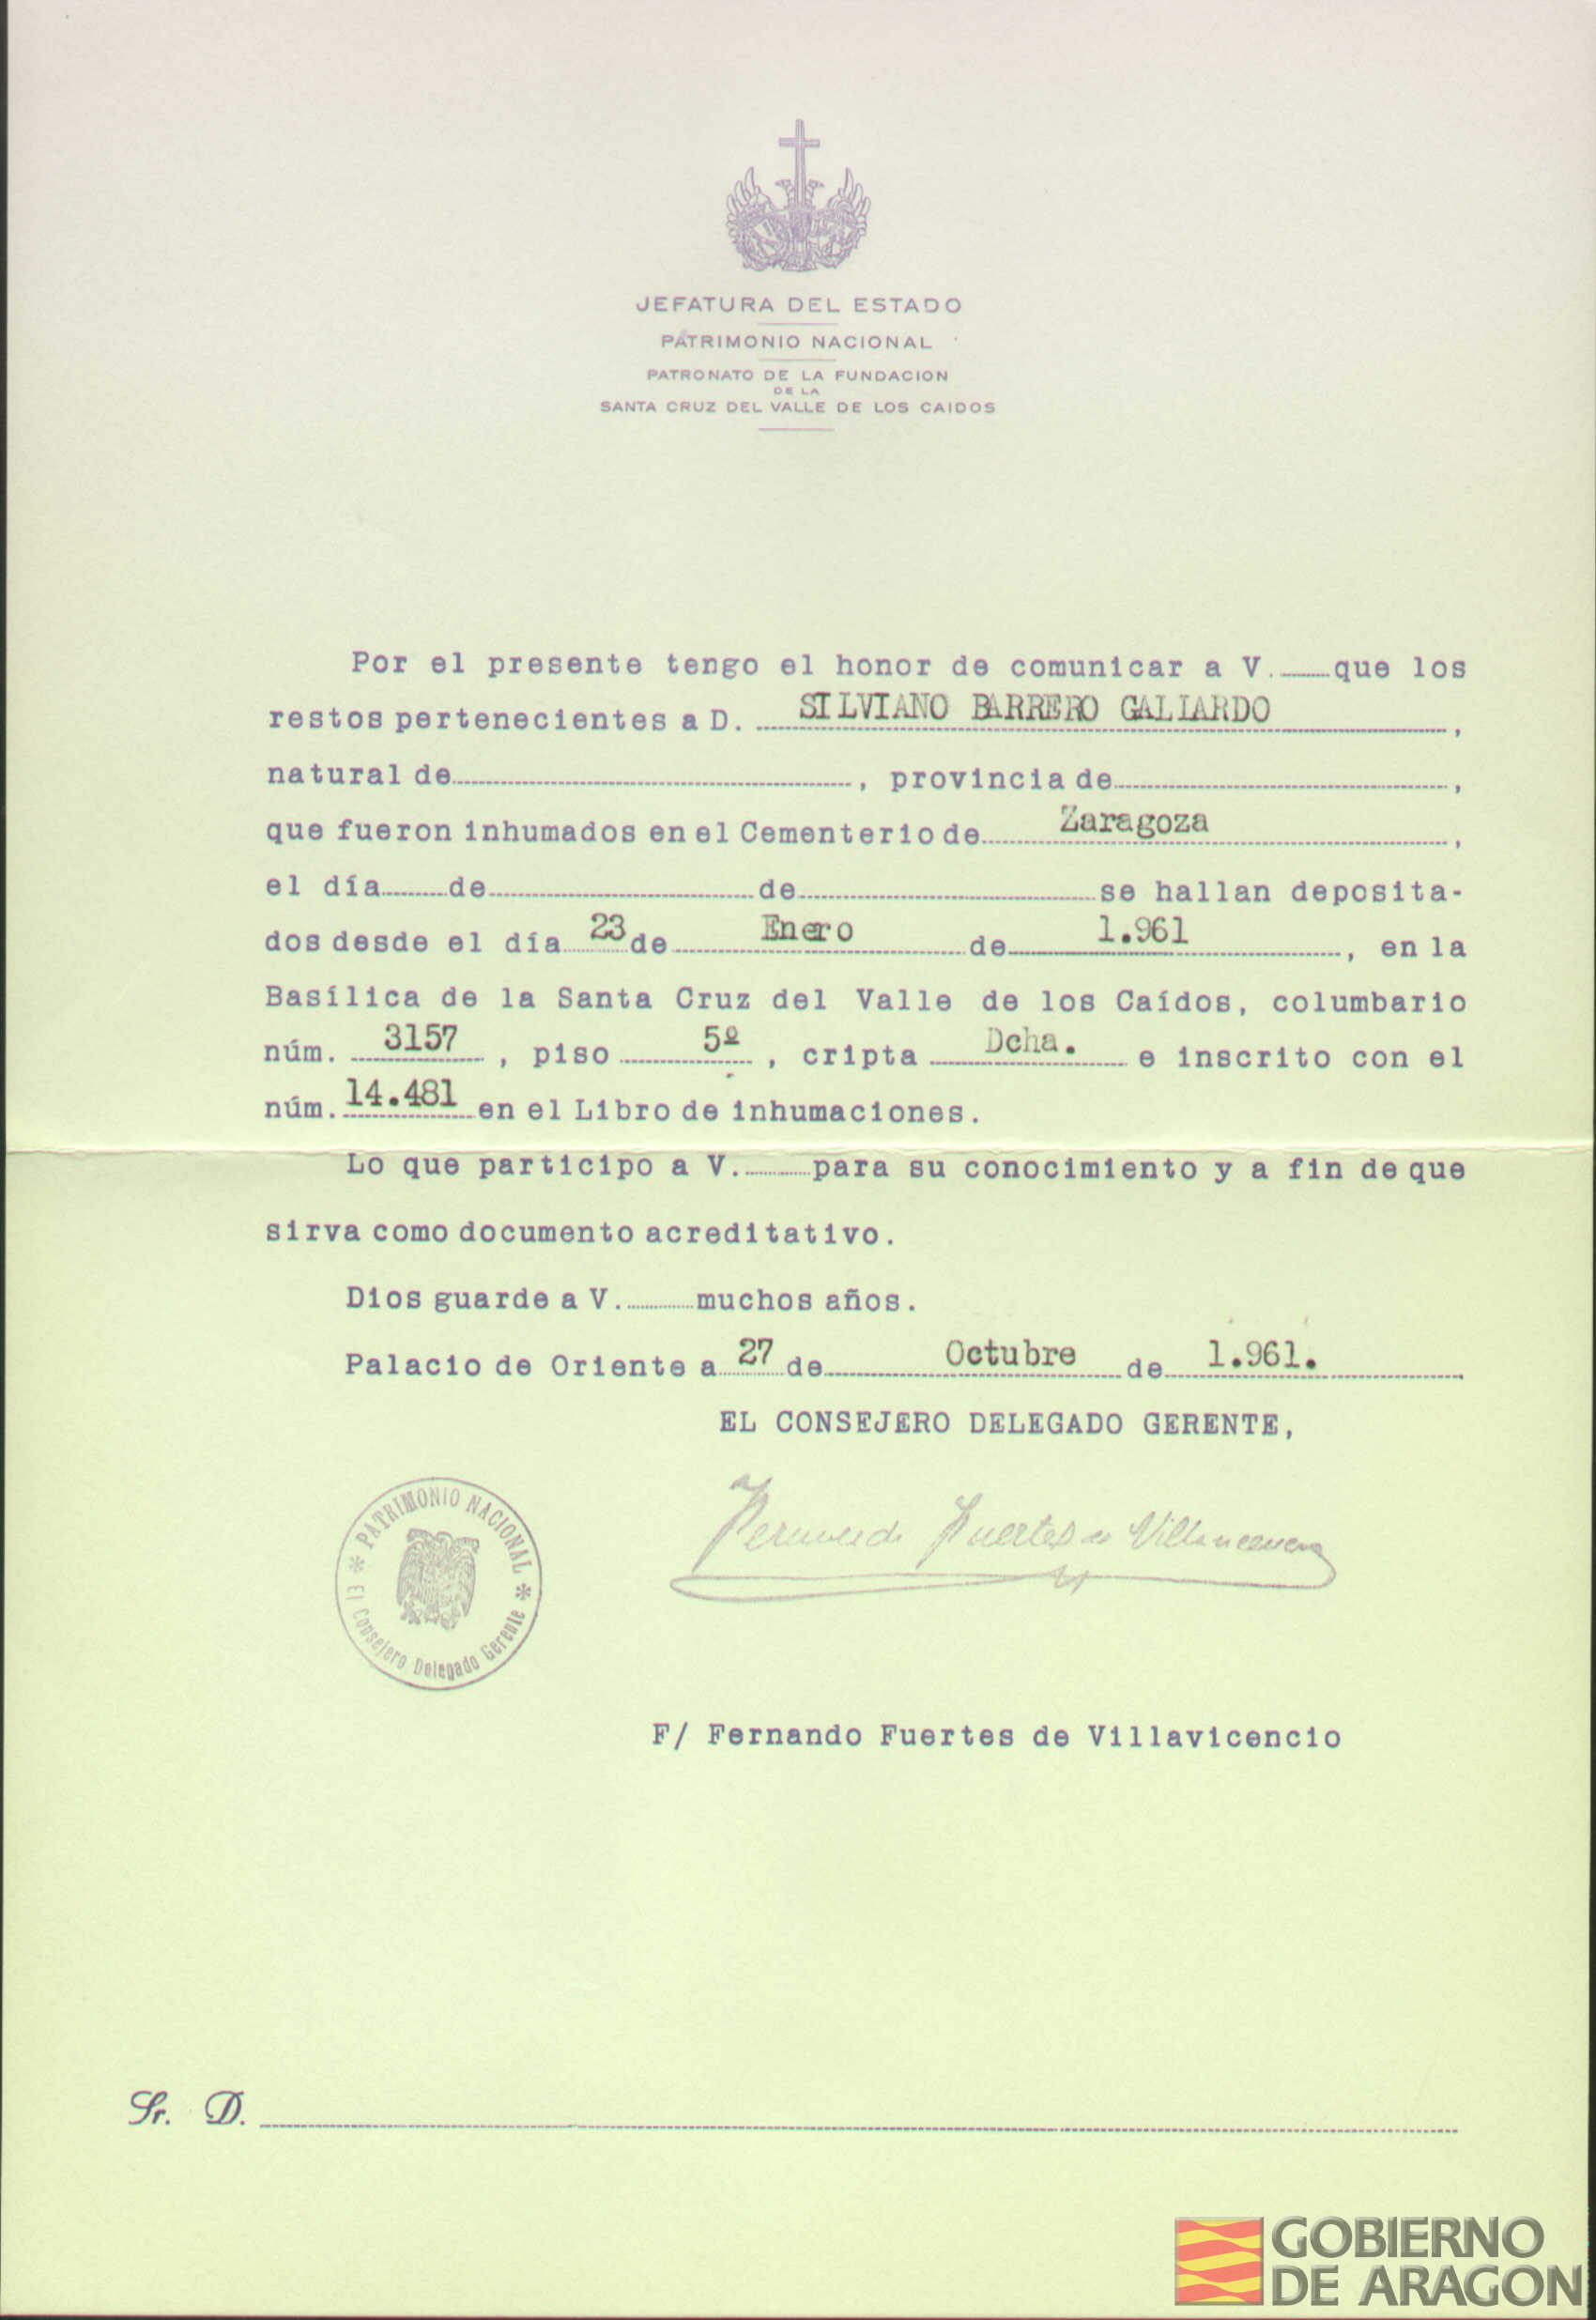 JEFATURA DEL ESTADO
PATRIMONIO NACIONAL
PATRONATO DE LA FUNDACION
DE LA
SANTA CRUZ DEL VALLE DE LOS CAIDOS
Por el presente tengo el honor de comunicar a V. que los
restos pertenecientes a D. SILVIANO BARRERO GALIARDO,
natural de , provincia de ,
que fueron inhumados en el Cementerio de Zaragoza,
el día de de se hallan deposita-
dos desde el día 23 de Enero de 1.961, en la
Basílica de la Santa Cruz del Valle de los Caídos, columbario
núm. 3157, piso 5º, cripta Dcha. e inscrito con el
núm. 14.481 en el Libro de inhumaciones.
Lo que participo a V. para su conocimiento y a fin de que
sirva como documento acreditativo.
Dios guarde a V. muchos años.
Palacio de Oriente a 27 de Octubre de 1.961.
EL CONSEJERO DELEGADO GERENTE,
PATRIMONIO NACIONAL
El Consejero Delegado Gerente
Fernando Fuertes de Villavicencio
F/ Fernando Fuertes de Villavicencio
Sr. D.
GOBIERNO
DE ARAGON